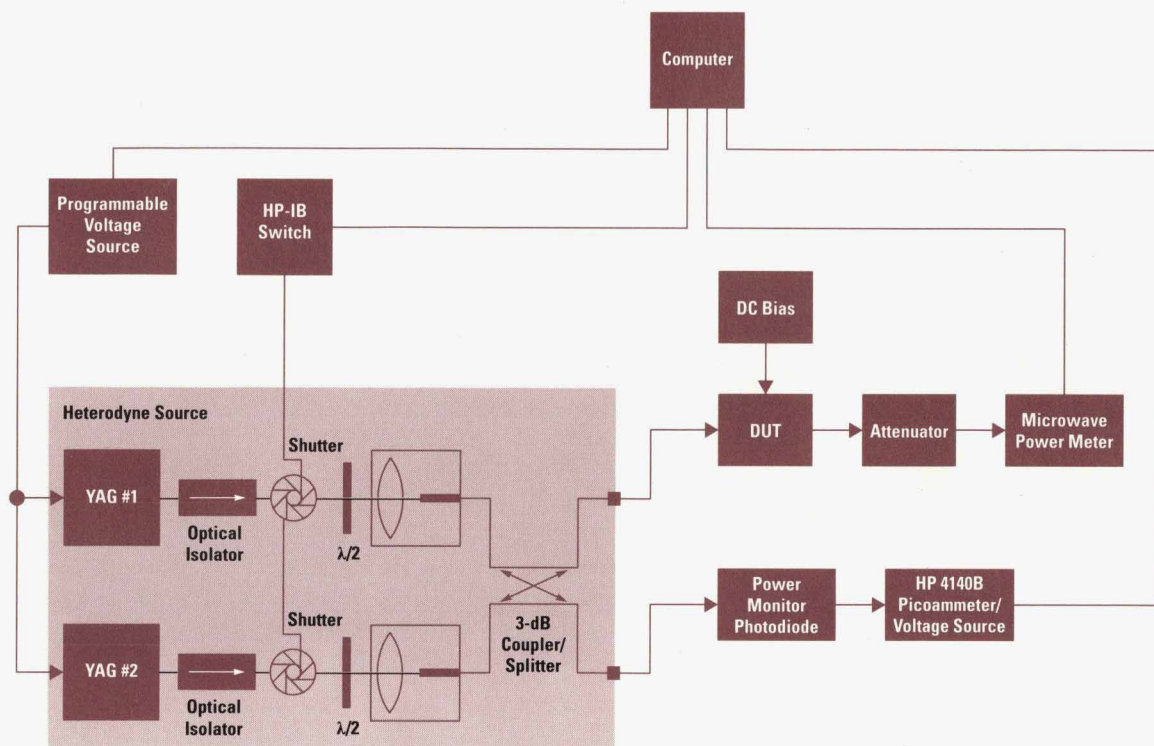 Computer
Programmable
Voltage
Source
HP-IB
Switch
DC Bias
Heterodyne Source
DUT
Attenuator
Microwave
Power Meter
Shutter
YAG #1
Optical
Isolator
λ/2
3-dB
Coupler/
Splitter
Power
Monitor
Photodiode
HP 4140B
Picoammeter/
Voltage Source
Shutter
YAG #2
Optical
Isolator
λ/2